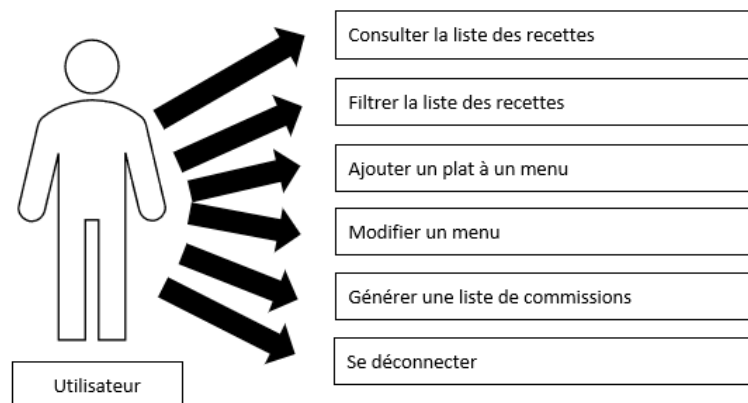 Consulter la liste des recettes
Filtrer la liste des recettes
Ajouter un plat à un menu
Modifier un menu
Générer une liste de commissions
Se déconnecter
Utilisateur